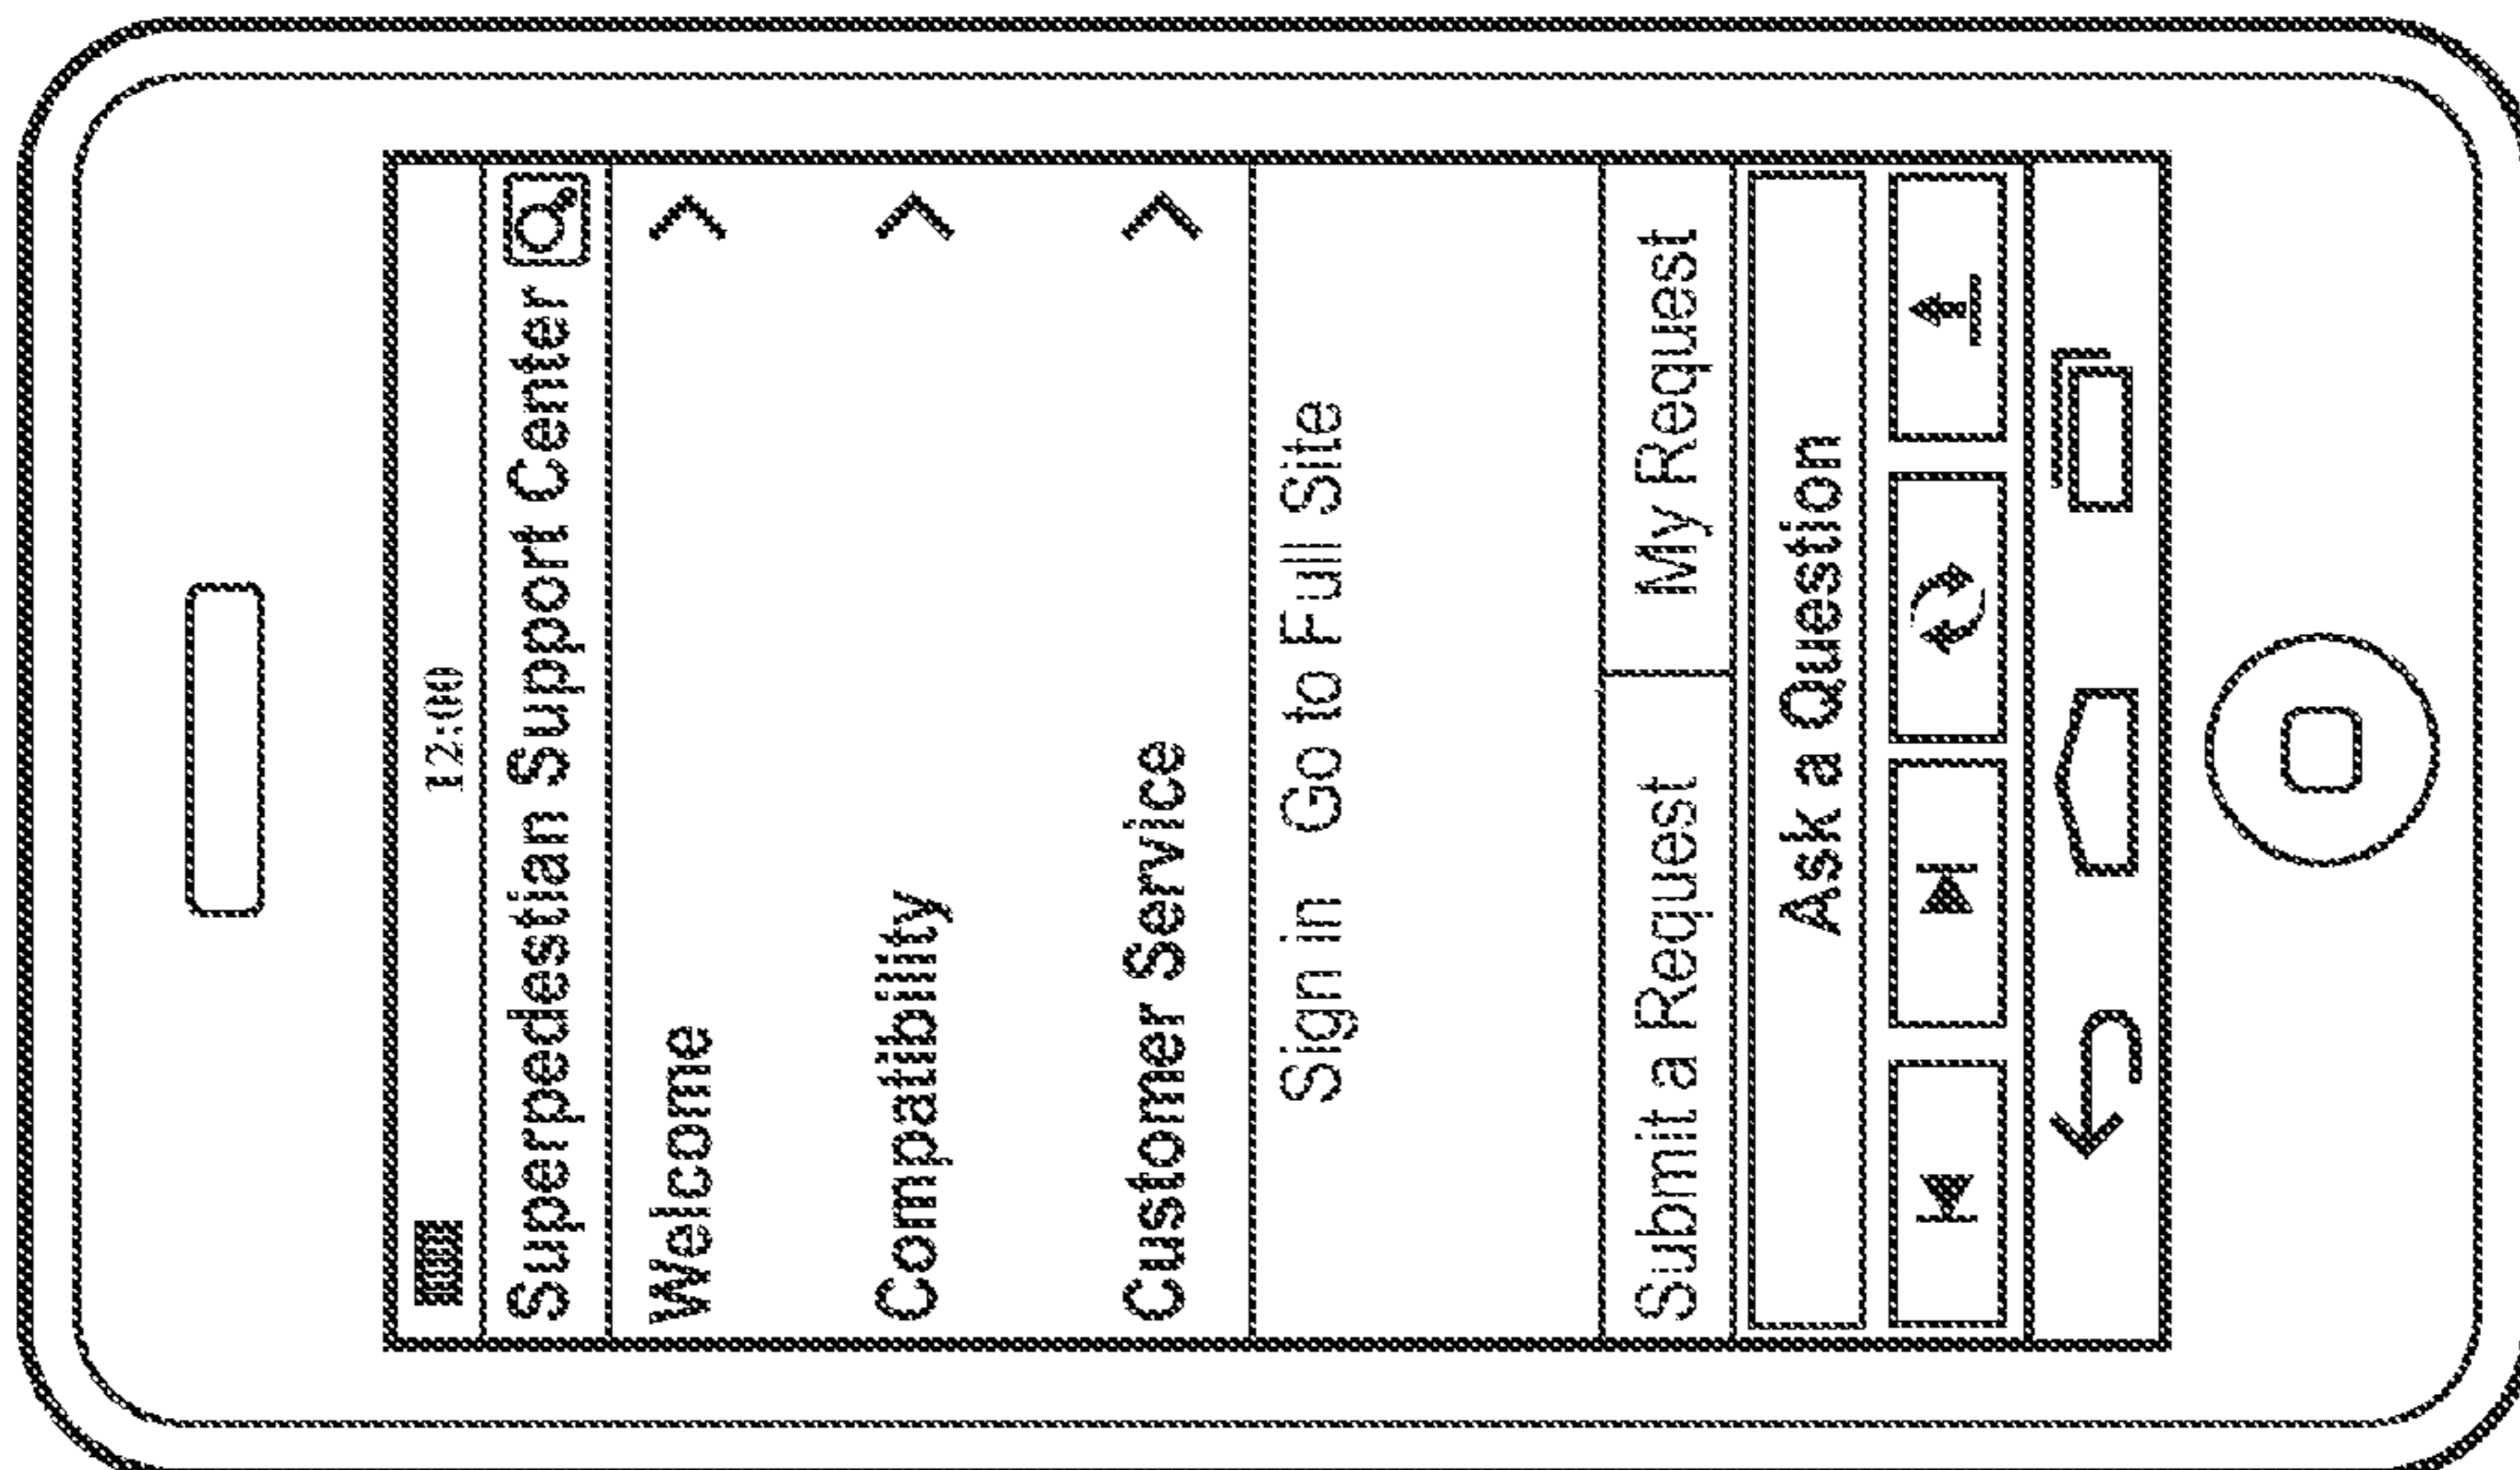 12:00
Superpedestian Support Center
Welcome
Compatibility
Customer Service
Sign in Go to Full Site
Submit a Request My Request
Ask a Question